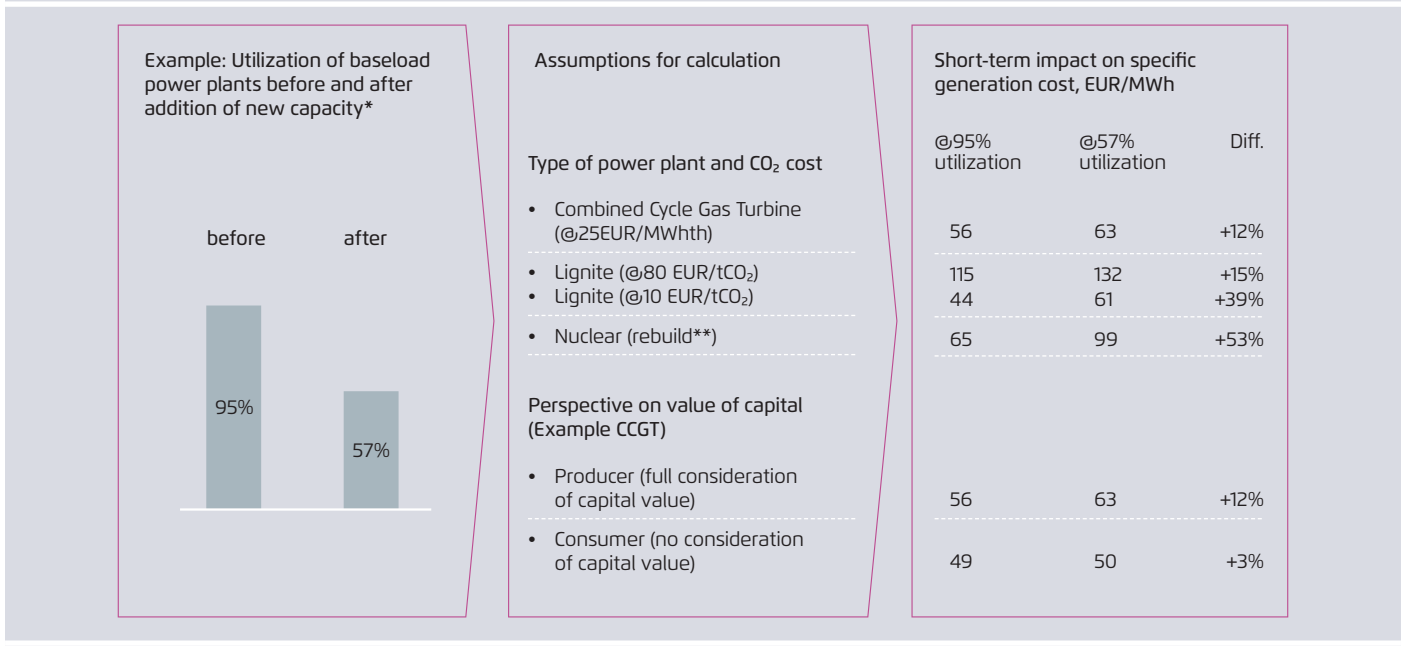 Example: Utilization of baseload
power plants before and after
addition of new capacity*
before after
95%
57%
Assumptions for calculation
Type of power plant and CO₂ cost
• Combined Cycle Gas Turbine
(@25EUR/MWhth)
• Lignite (@80 EUR/tCO₂)
• Lignite (@10 EUR/tCO₂)
• Nuclear (rebuild**)
Perspective on value of capital
(Example CCGT)
• Producer (full consideration
of capital value)
• Consumer (no consideration
of capital value)
Short-term impact on specific
generation cost, EUR/MWh
@95% @57% Diff.
utilization utilization
56 63 +12%
115 132 +15%
44 61 +39%
65 99 +53%
56 63 +12%
49 50 +3%